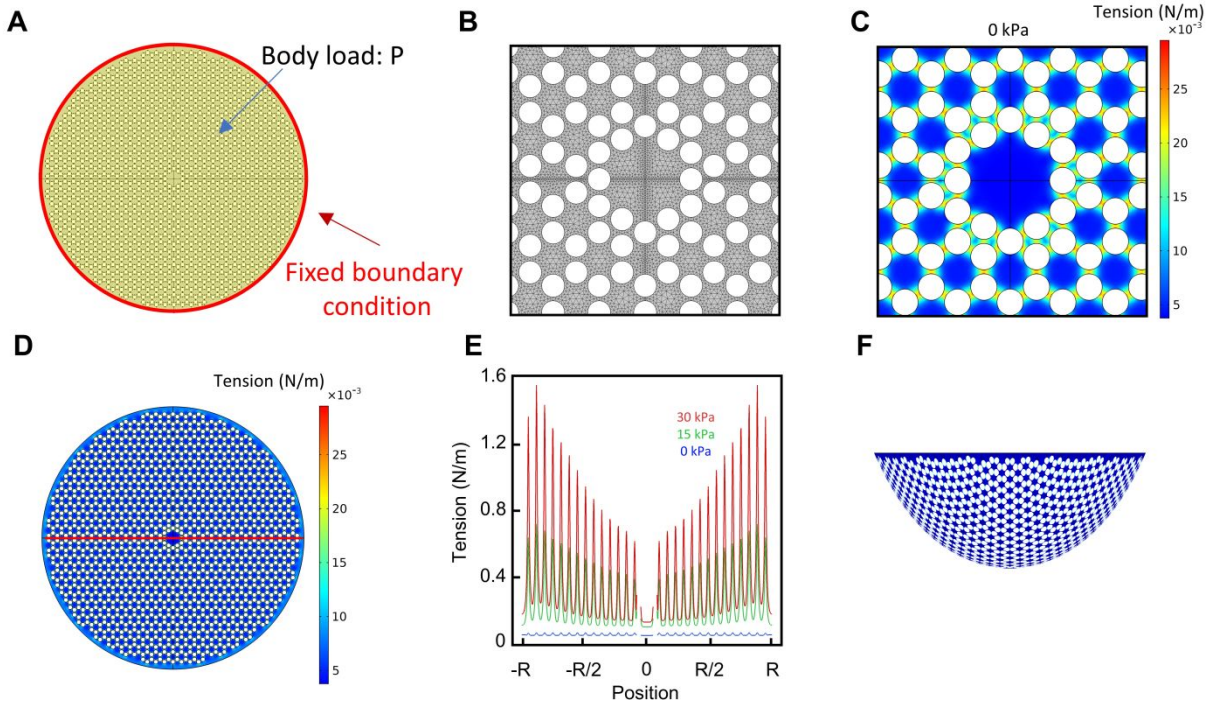 A
Body load: P
Fixed boundary
condition
B
C
Tension (N/m)
0 kPa
×10⁻³
25
20
15
10
5
D
Tension (N/m)
×10⁻³
25
20
15
10
5
E
1.6
1.2
0.8
0.4
0
Tension (N/m)
30 kPa
15 kPa
0 kPa
-R
-R/2
0
R/2
R
Position
F